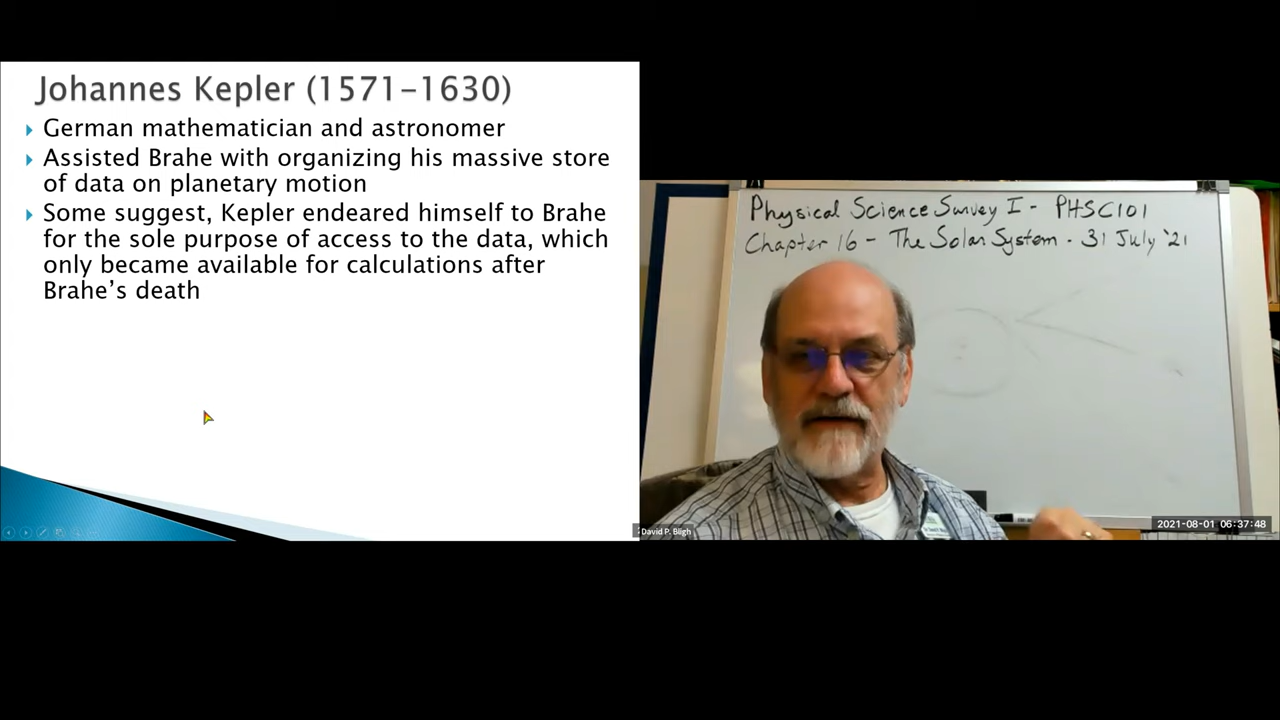 Johannes Kepler (1571-1630)
German mathematician and astronomer
Assisted Brahe with organizing his massive store
of data on planetary motion
Some suggest, Kepler endeared himself to Brahe
for the sole purpose of access to the data, which
only became available for calculations after
Brahe's death
Physical Science Survey I - PHSC101
Chapter 16 - The Solar System - 31 July '21
David P. Bligh
2021-08-01 06:37:48